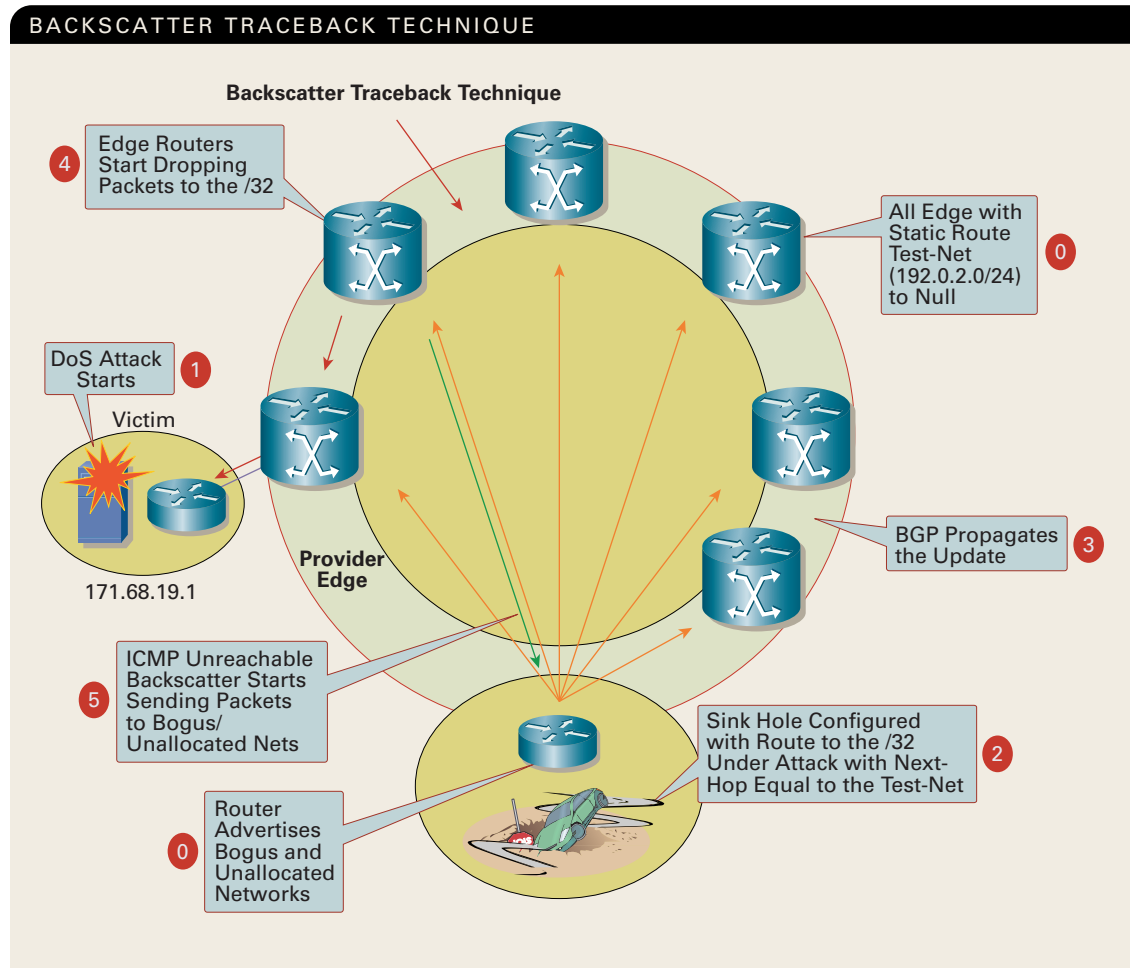 BACKSCATTER TRACEBACK TECHNIQUE
Backscatter Traceback Technique
4
Edge Routers
Start Dropping
Packets to the /32
All Edge with
Static Route
Test-Net
(192.0.2.0/24)
to Null
0
DoS Attack
Starts
1
Victim
171.68.19.1
Provider
Edge
BGP Propagates
the Update
3
5
ICMP Unreachable
Backscatter Starts
Sending Packets
to Bogus/
Unallocated Nets
Sink Hole Configured
with Route to the /32
Under Attack with Next-
Hop Equal to the Test-Net
2
0
Router
Advertises
Bogus and
Unallocated
Networks